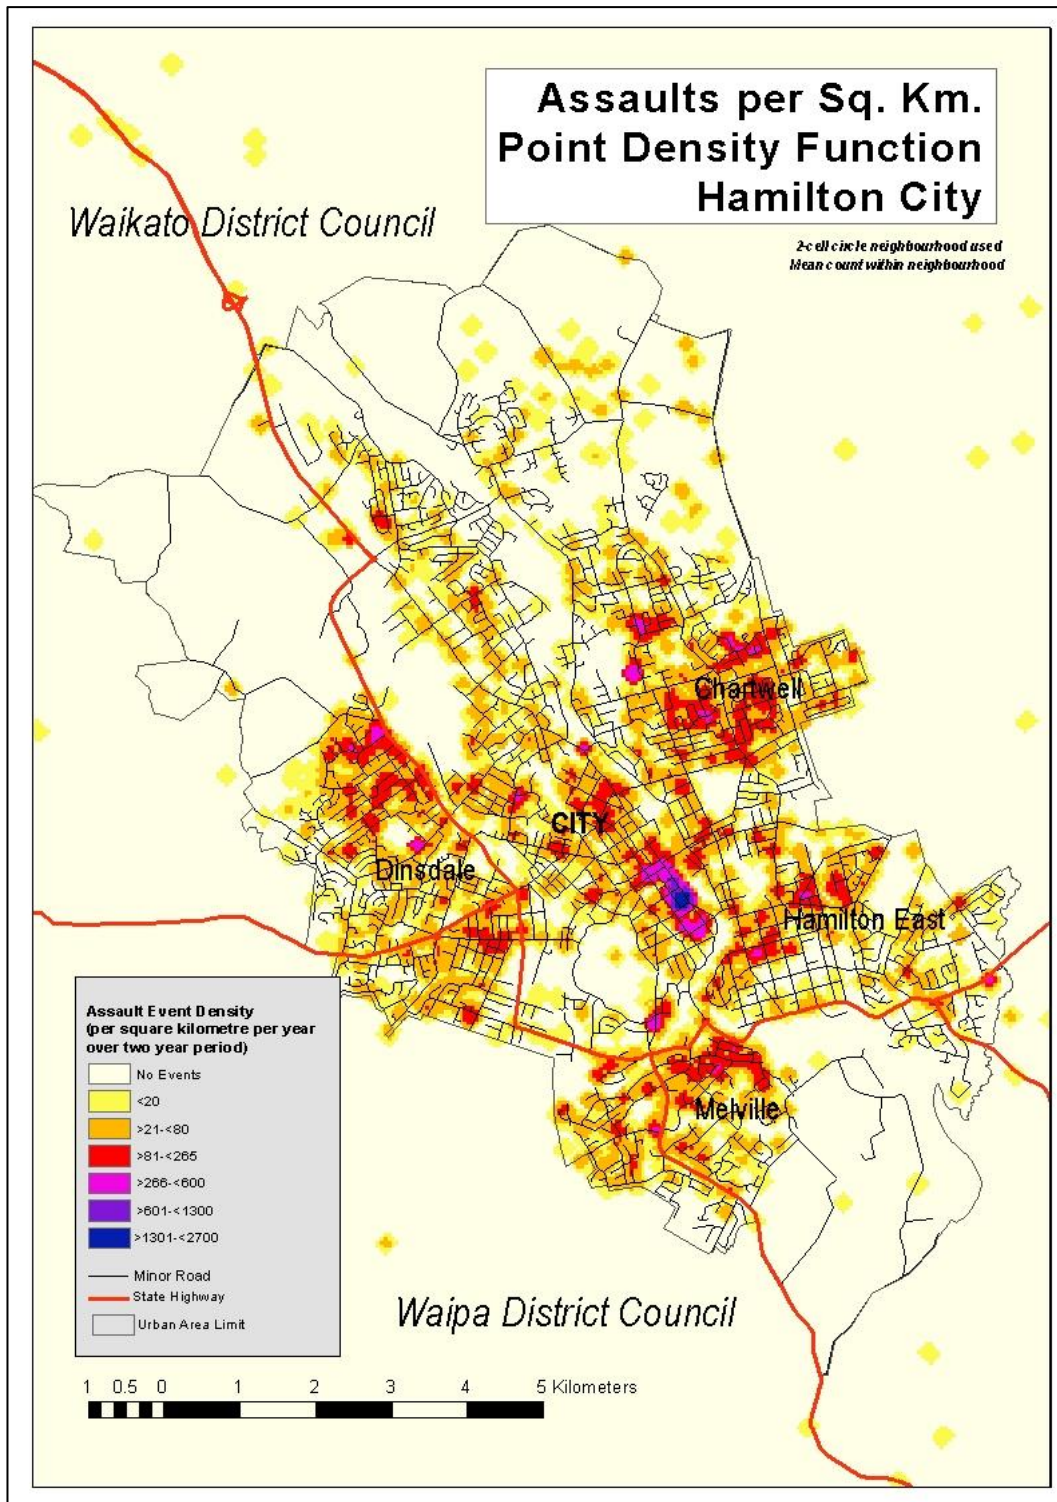 Assaults per Sq. Km.
Point Density Function
Hamilton City
2-cell circle neighbourhood used
Mean count within neighbourhood
Waikato District Council
Chartwell
CITY
Dinsdale
Hamilton East
Melville
Waipa District Council
Assault Event Density
(per square kilometre per year
over two year period)
No Events
<20
>21-<80
>81-<265
>266-<600
>601-<1300
>1301-<2700
Minor Road
State Highway
Urban Area Limit
1 0.5 0 1 2 3 4 5 Kilometers